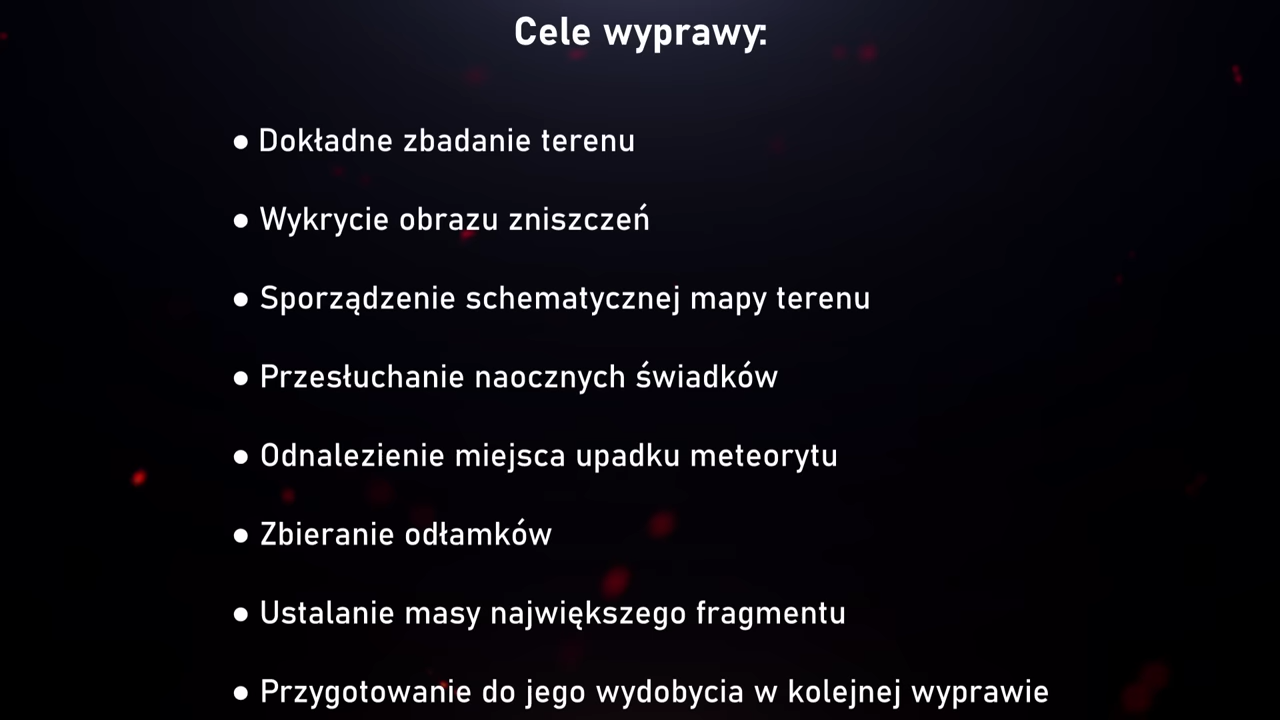 Cele wyprawy:
● Dokładne zbadanie terenu
● Wykrycie obrazu zniszczeń
● Sporządzenie schematycznej mapy terenu
● Przesłuchanie naocznych świadków
● Odnalezienie miejsca upadku meteorytu
● Zbieranie odłamków
● Ustalanie masy największego fragmentu
● Przygotowanie do jego wydobycia w kolejnej wyprawie